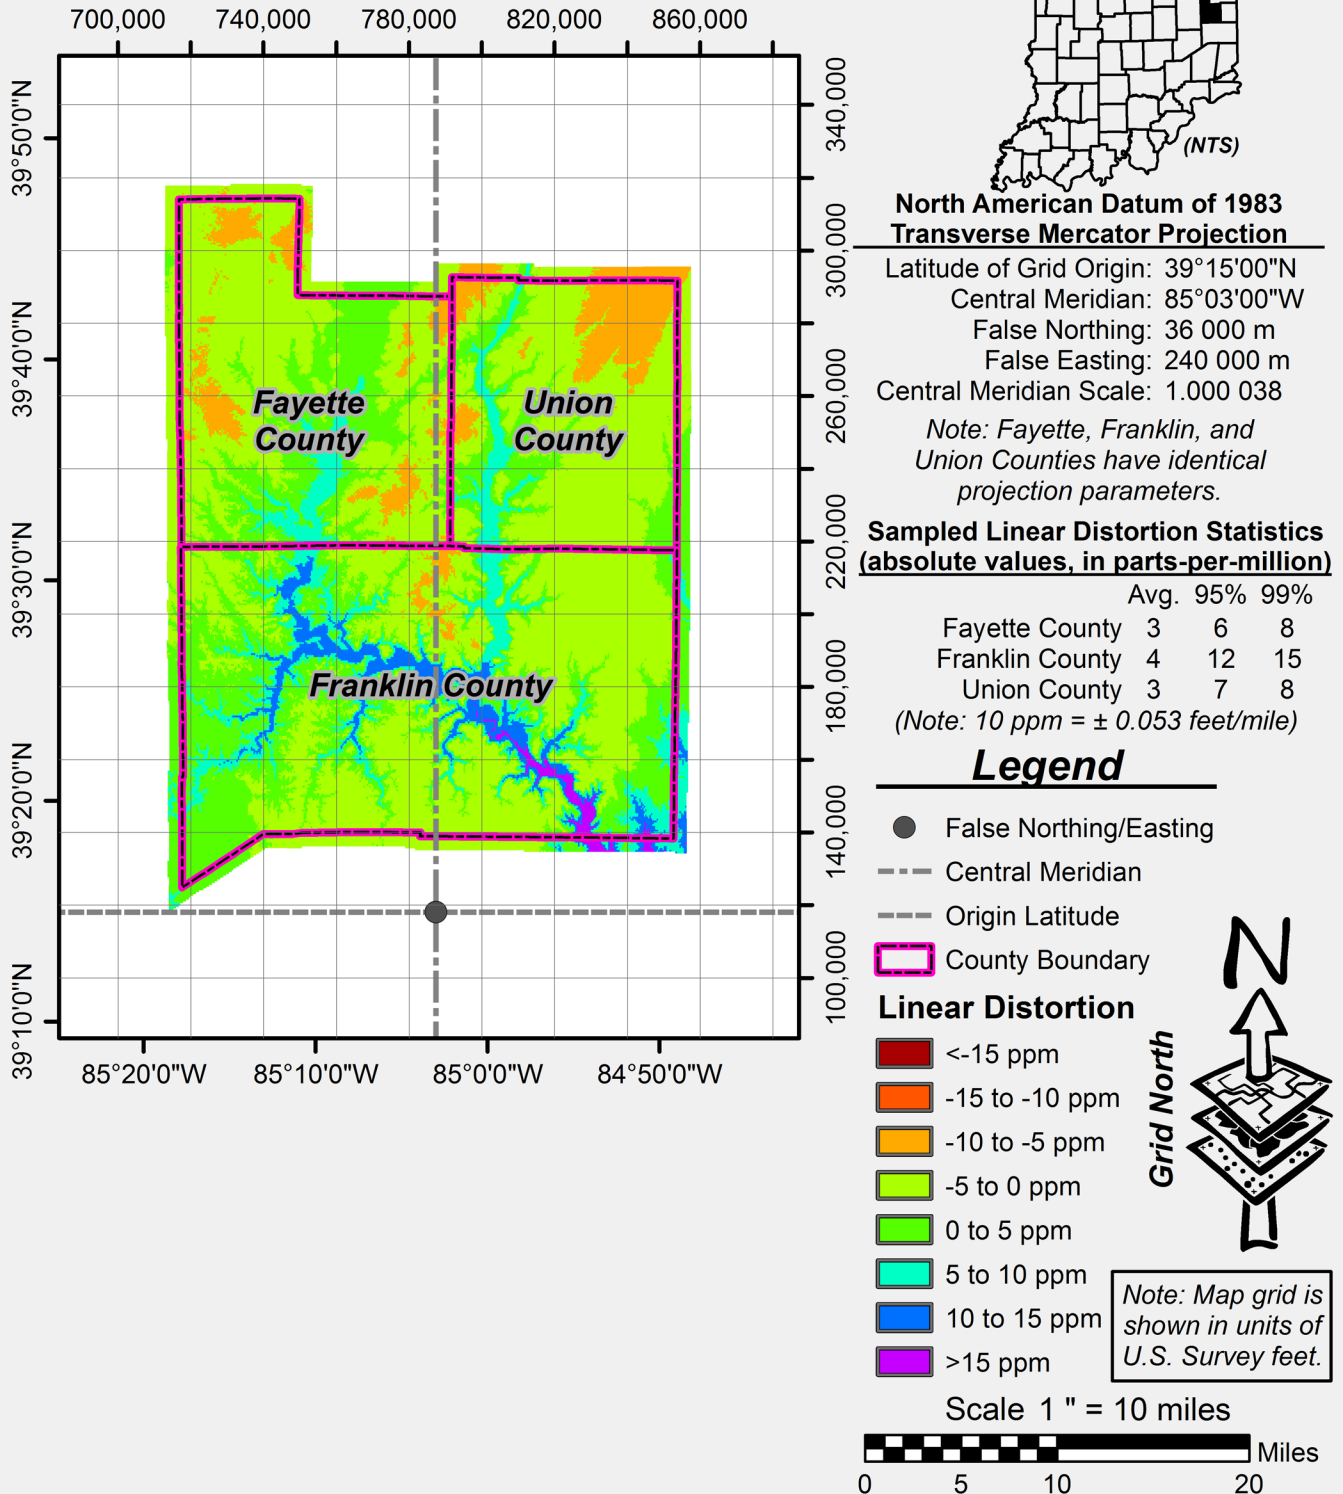 700,000 740,000 780,000 820,000 860,000
39°50'0"N
39°40'0"N
39°30'0"N
39°20'0"N
39°10'0"N
340,000
300,000
260,000
220,000
180,000
140,000
100,000
85°20'0"W 85°10'0"W 85°0'0"W 84°50'0"W
Fayette
County
Union
County
Franklin County
(NTS)
North American Datum of 1983
Transverse Mercator Projection
Latitude of Grid Origin: 39°15'00"N
Central Meridian: 85°03'00"W
False Northing: 36 000 m
False Easting: 240 000 m
Central Meridian Scale: 1.000 038
Note: Fayette, Franklin, and
Union Counties have identical
projection parameters.
Sampled Linear Distortion Statistics
(absolute values, in parts-per-million)
Avg. 95% 99%
Fayette County 3 6 8
Franklin County 4 12 15
Union County 3 7 8
(Note: 10 ppm = ± 0.053 feet/mile)
Legend
False Northing/Easting
Central Meridian
Origin Latitude
County Boundary
Linear Distortion
<-15 ppm
-15 to -10 ppm
-10 to -5 ppm
-5 to 0 ppm
0 to 5 ppm
5 to 10 ppm
10 to 15 ppm
>15 ppm
N
Grid North
Note: Map grid is
shown in units of
U.S. Survey feet.
Scale 1 " = 10 miles
Miles
0 5 10 20